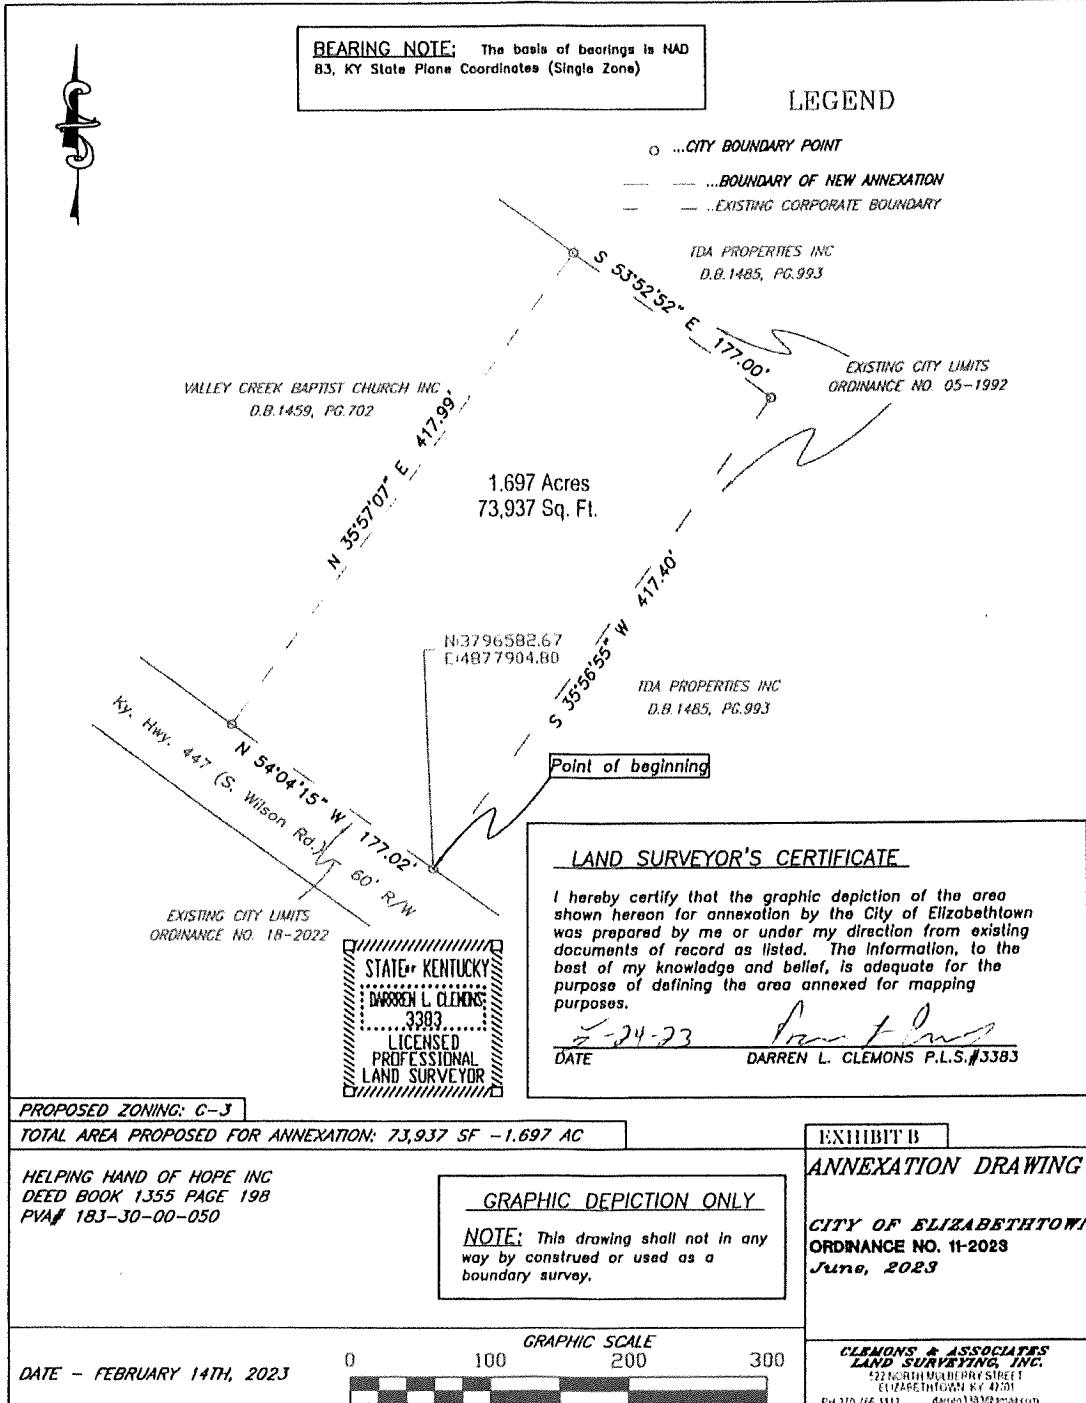 BEARING NOTE: The basis of bearings is NAD
83, KY State Plane Coordinates (Single Zone)
LEGEND
...CITY BOUNDARY POINT
...BOUNDARY OF NEW ANNEXATION
...EXISTING CORPORATE BOUNDARY
TDA PROPERTIES INC
D.B.1485, PG.993
S 53°52'52" E 177.00'
EXISTING CITY LIMITS
ORDINANCE NO. 05-1992
VALLEY CREEK BAPTIST CHURCH INC
D.B.1459, PG.702
N 35°57'07" E 417.99'
1.697 Acres
73,937 Sq. Ft.
S 35°56'55" W 417.40'
N:3796582.67
E:4877904.80
TDA PROPERTIES INC
D.B.1485, PG.993
Ky. Hwy. 447 (S. Wilson Rd.) 60' R/W
N 54°04'15" W 177.02'
Point of beginning
EXISTING CITY LIMITS
ORDINANCE NO. 18-2022
STATE of KENTUCKY
DARRREN L. CLEMONS
3383
LICENSED
PROFESSIONAL
LAND SURVEYOR
LAND SURVEYOR'S CERTIFICATE
I hereby certify that the graphic depiction of the area
shown hereon for annexation by the City of Elizabethtown
was prepared by me or under my direction from existing
documents of record as listed. The information, to the
best of my knowledge and belief, is adequate for the
purpose of defining the area annexed for mapping
purposes.
-24-23
DATE DARREN L. CLEMONS P.L.S.#3383
PROPOSED ZONING: C-3
TOTAL AREA PROPOSED FOR ANNEXATION: 73,937 SF -1.697 AC
HELPING HAND OF HOPE INC
DEED BOOK 1355 PAGE 198
PVA# 183-30-00-050
GRAPHIC DEPICTION ONLY
NOTE: This drawing shall not in any
way by construed or used as a
boundary survey.
EXHIBIT B
ANNEXATION DRAWING
CITY OF ELIZABETHTOWN
ORDINANCE NO. 11-2023
June, 2023
DATE - FEBRUARY 14TH, 2023
GRAPHIC SCALE
0 100 200 300
CLEMONS & ASSOCIATES
LAND SURVEYING, INC.
522 NORTH MULBERRY STREET
ELIZABETHTOWN KY 42701